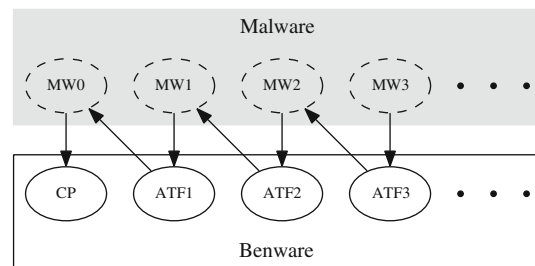 Malware
MW0 MW1 MW2 MW3 • • •
CP ATF1 ATF2 ATF3 • • •
Benware